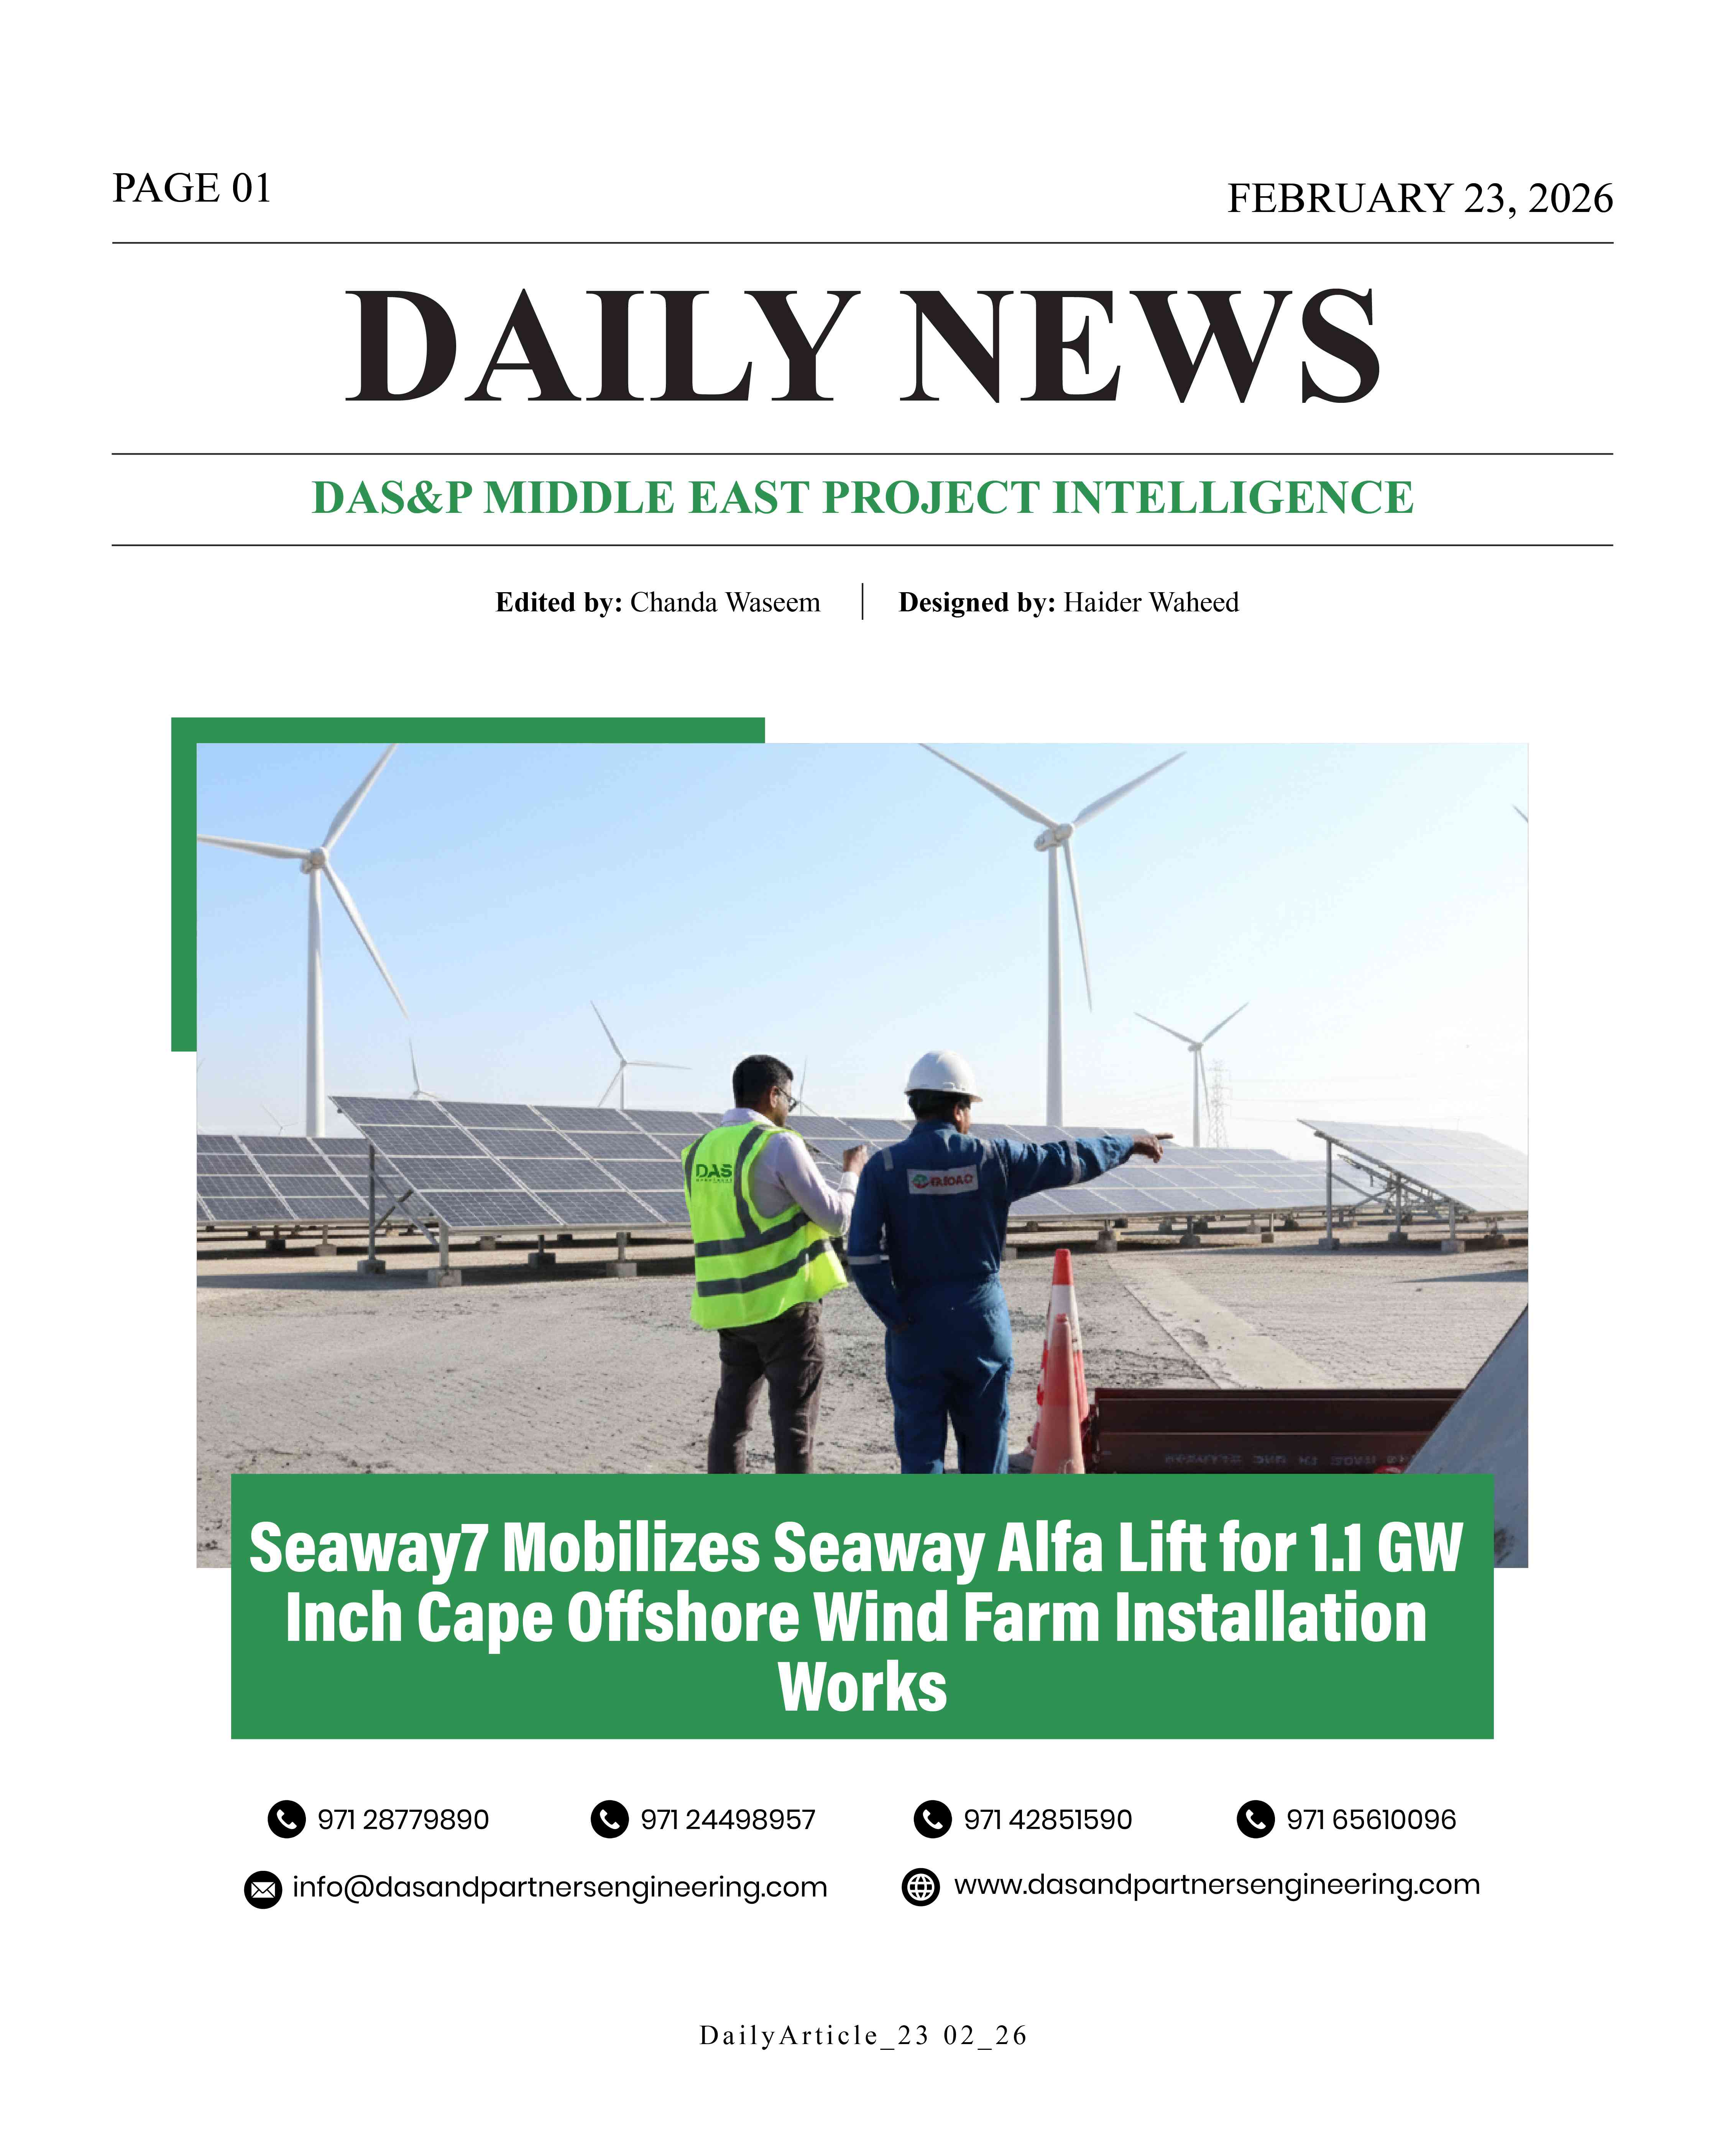 PAGE 01
FEBRUARY 23, 2026
DAILY NEWS
DAS&P MIDDLE EAST PROJECT INTELLIGENCE
Edited by: Chanda Waseem
Designed by: Haider Waheed
DAS
Seaway7 Mobilizes Seaway Alfa Lift for 1.1 GW
Inch Cape Offshore Wind Farm Installation
Works
971 28779890
971 24498957
971 42851590
971 65610096
info@dasandpartnersengineering.com
www.dasandpartnersengineering.com
DailyArticle_23 02_26